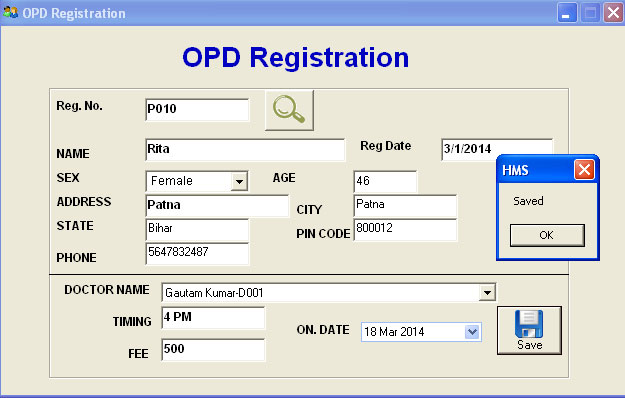 OPD Registration
OPD Registration
Reg. No. P010
NAME Rita Reg Date 3/1/2014
SEX Female AGE 46
ADDRESS Patna CITY Patna
STATE Bihar PIN CODE 800012
PHONE 5647832487
HMS
Saved
OK
DOCTOR NAME Gautam Kumar-D001
TIMING 4 PM ON. DATE 18 Mar 2014
FEE 500
Save